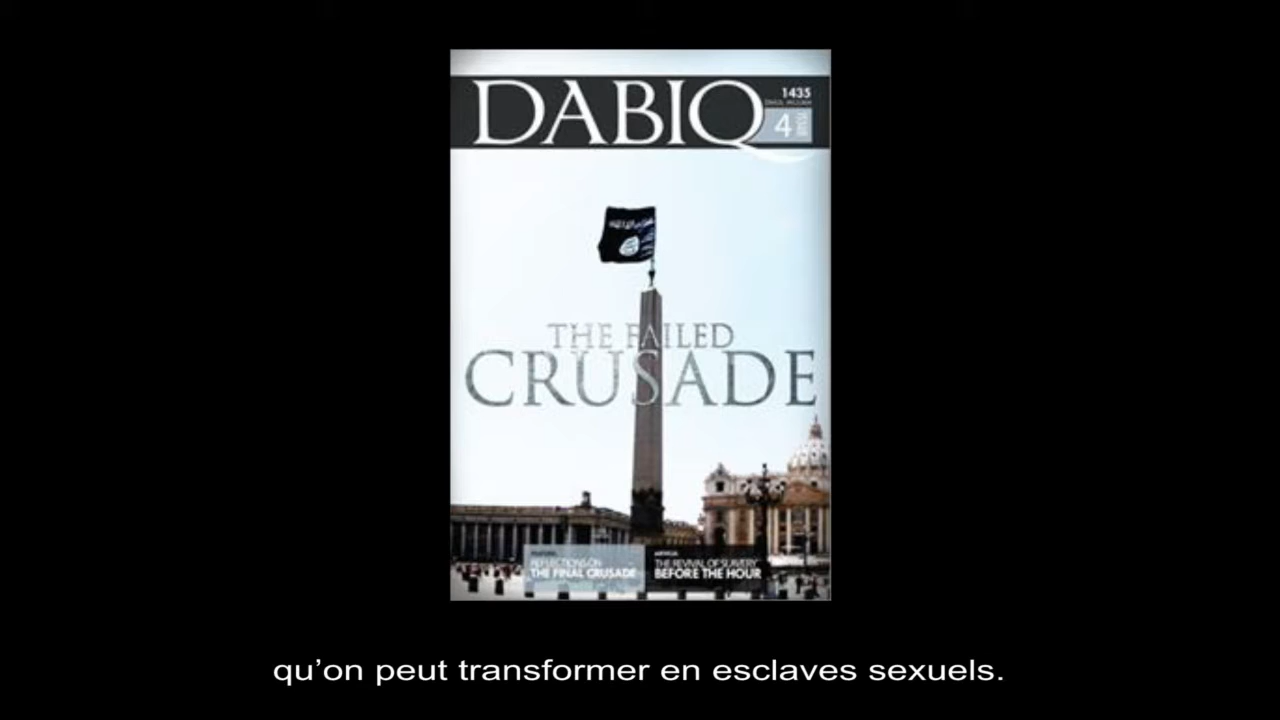 DABIQ
1435
4
ISSUE
THE FAILED
CRUSADE
REFLECTIONS ON
THE FINAL CRUSADE
THE REVIVAL OF SLAVERY
BEFORE THE HOUR
qu’on peut transformer en esclaves sexuels.